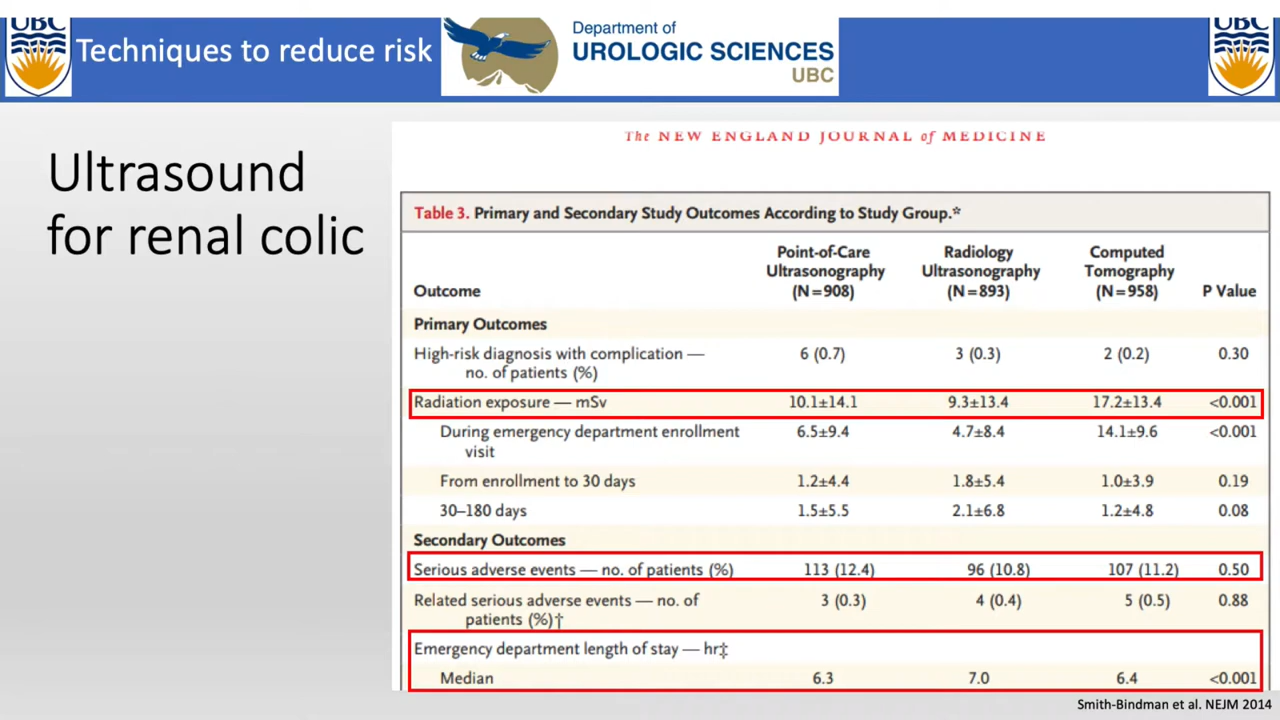 UBC
Techniques to reduce risk
Department of
UROLOGIC SCIENCES
UBC
UBC
Ultrasound
for renal colic
The NEW ENGLAND JOURNAL of MEDICINE
Table 3. Primary and Secondary Study Outcomes According to Study Group.*
Outcome Point-of-Care Ultrasonography (N=908) Radiology Ultrasonography (N=893) Computed Tomography (N=958) P Value
Primary Outcomes
High-risk diagnosis with complication — no. of patients (%) 6 (0.7) 3 (0.3) 2 (0.2) 0.30
Radiation exposure — mSv 10.1±14.1 9.3±13.4 17.2±13.4 <0.001
During emergency department enrollment visit 6.5±9.4 4.7±8.4 14.1±9.6 <0.001
From enrollment to 30 days 1.2±4.4 1.8±5.4 1.0±3.9 0.19
30–180 days 1.5±5.5 2.1±6.8 1.2±4.8 0.08
Secondary Outcomes
Serious adverse events — no. of patients (%) 113 (12.4) 96 (10.8) 107 (11.2) 0.50
Related serious adverse events — no. of patients (%)† 3 (0.3) 4 (0.4) 5 (0.5) 0.88
Emergency department length of stay — hr‡
Median 6.3 7.0 6.4 <0.001
Smith-Bindman et al. NEJM 2014